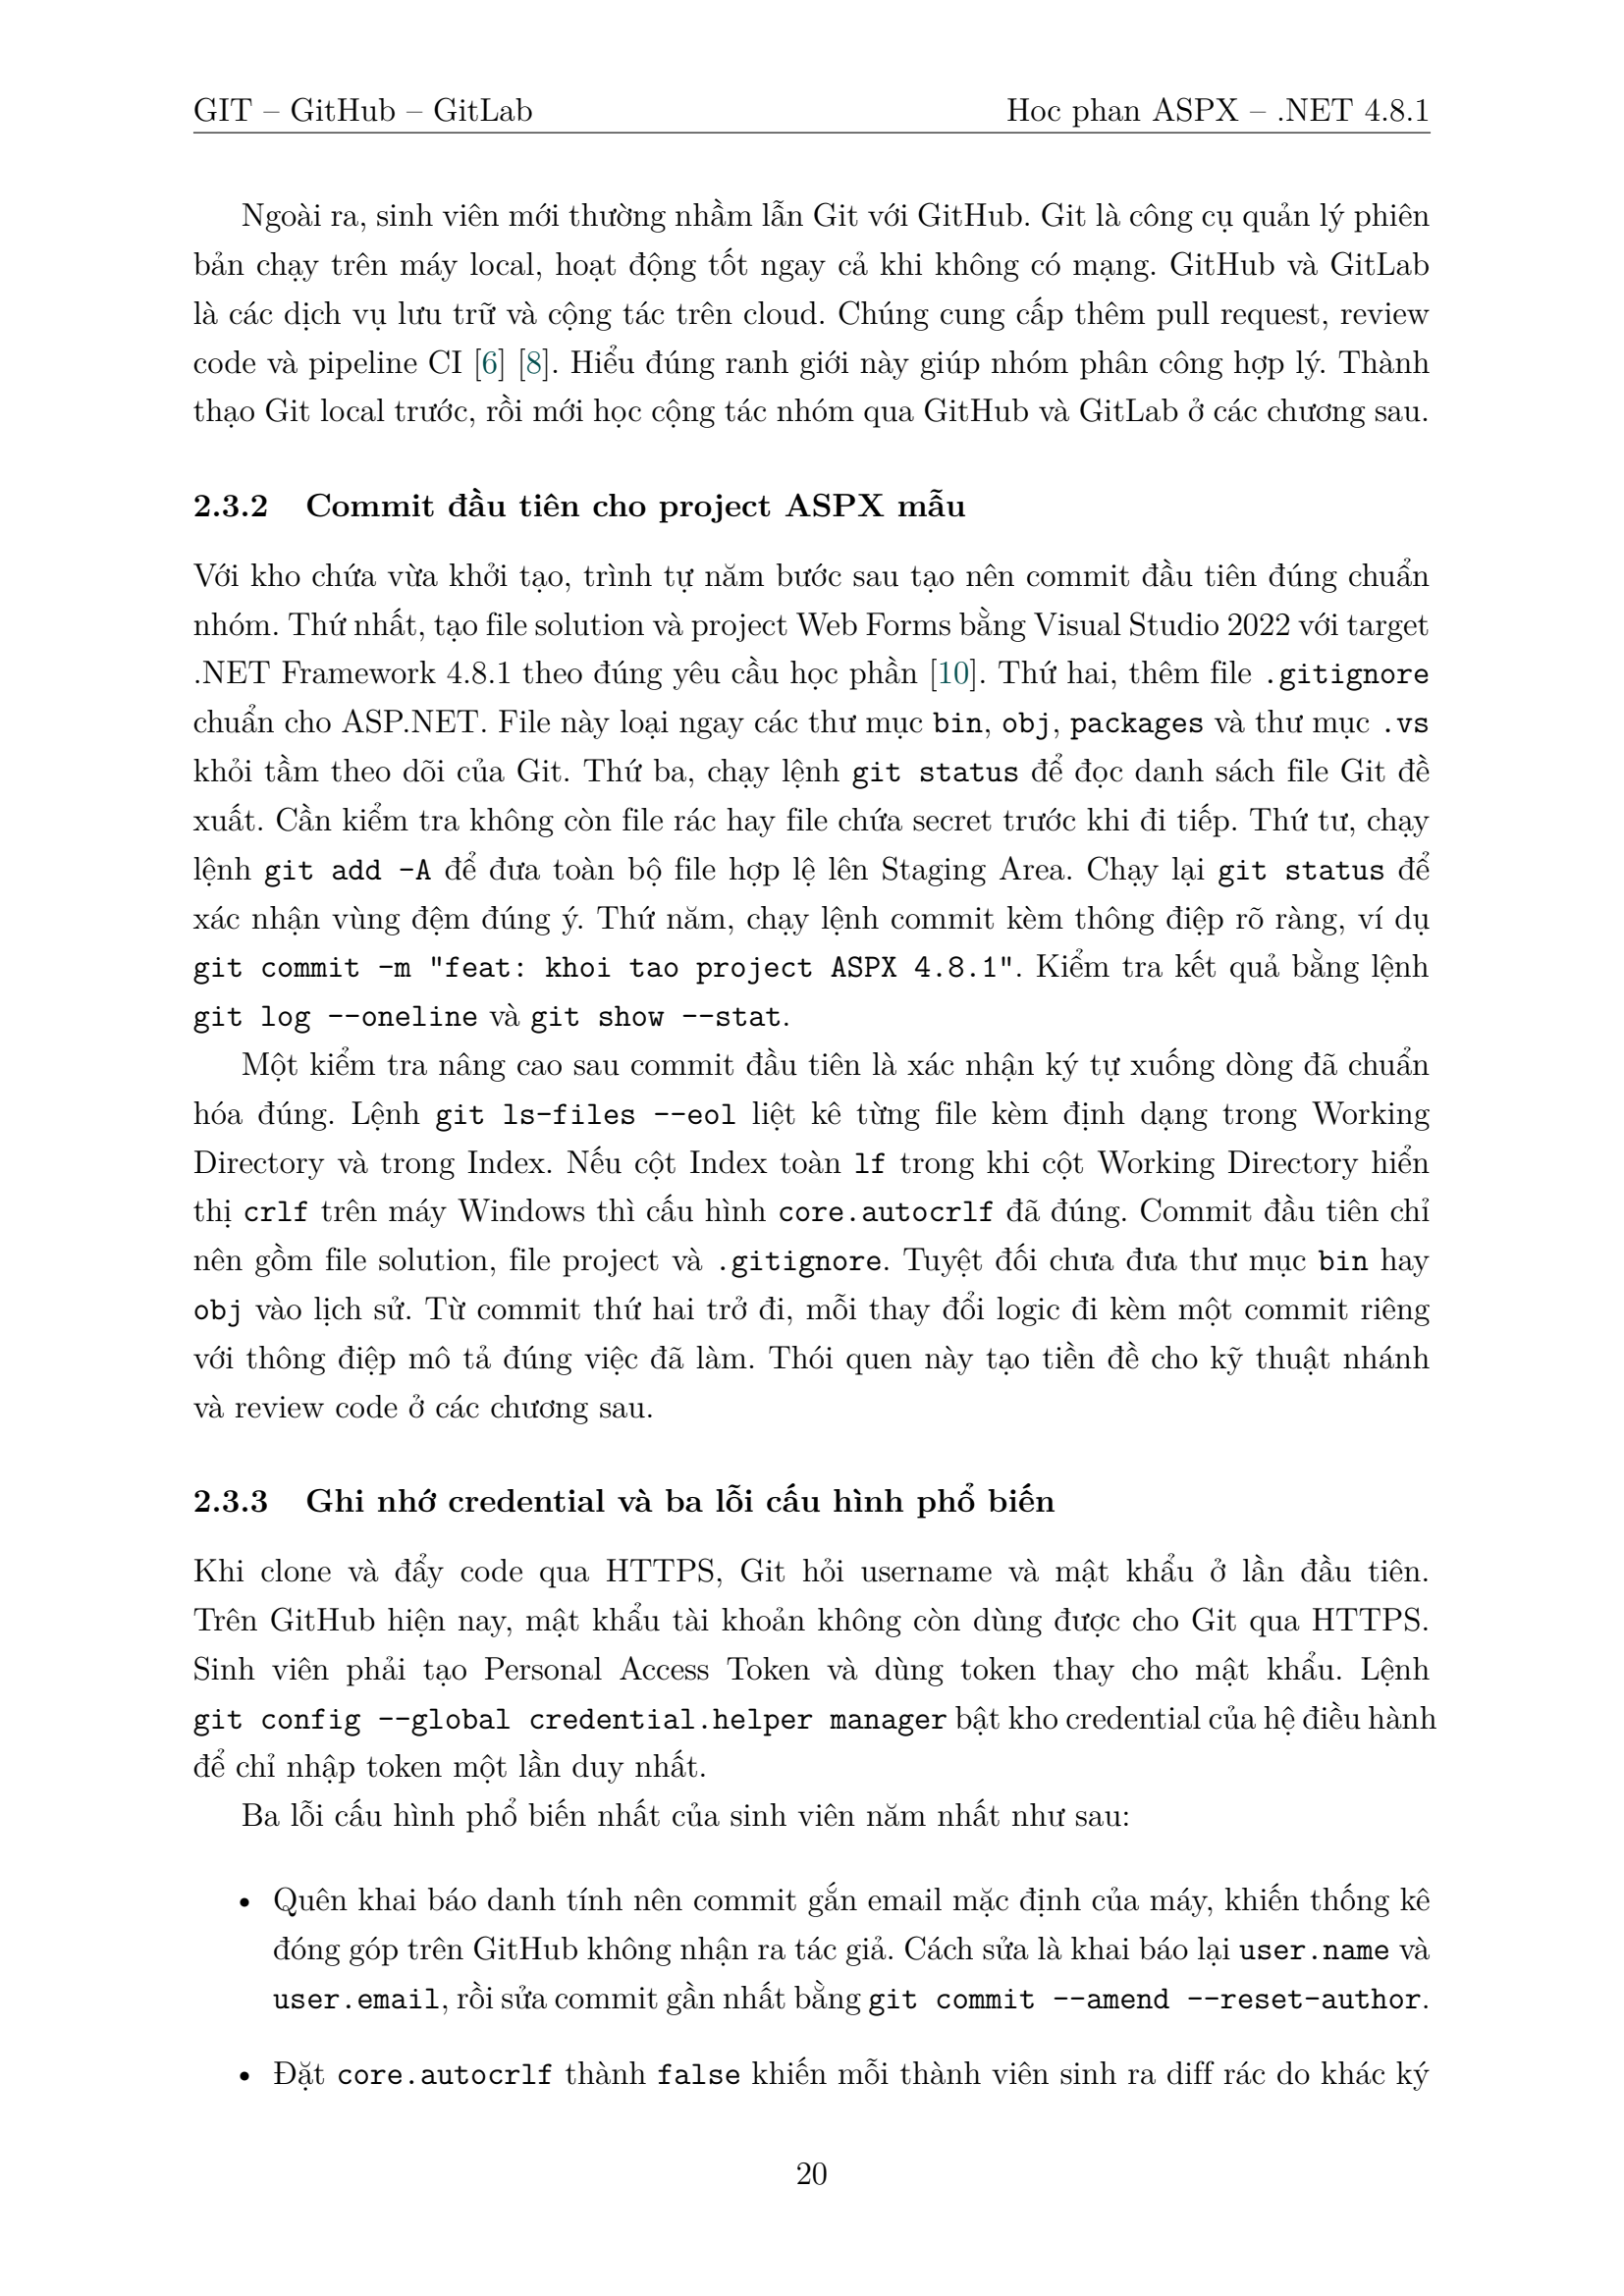 GIT – GitHub – GitLab
Hoc phan ASPX – .NET 4.8.1
Ngoài ra, sinh viên mới thường nhầm lẫn Git với GitHub. Git là công cụ quản lý phiên
bản chạy trên máy local, hoạt động tốt ngay cả khi không có mạng. GitHub và GitLab
là các dịch vụ lưu trữ và cộng tác trên cloud. Chúng cung cấp thêm pull request, review
code và pipeline CI [6] [8]. Hiểu đúng ranh giới này giúp nhóm phân công hợp lý. Thành
thạo Git local trước, rồi mới học cộng tác nhóm qua GitHub và GitLab ở các chương sau.
2.3.2 Commit đầu tiên cho project ASPX mẫu
Với kho chứa vừa khởi tạo, trình tự năm bước sau tạo nên commit đầu tiên đúng chuẩn
nhóm. Thứ nhất, tạo file solution và project Web Forms bằng Visual Studio 2022 với target
.NET Framework 4.8.1 theo đúng yêu cầu học phần [10]. Thứ hai, thêm file .gitignore
chuẩn cho ASP.NET. File này loại ngay các thư mục bin, obj, packages và thư mục .vs
khỏi tầm theo dõi của Git. Thứ ba, chạy lệnh git status để đọc danh sách file Git đề
xuất. Cần kiểm tra không còn file rác hay file chứa secret trước khi đi tiếp. Thứ tư, chạy
lệnh git add -A để đưa toàn bộ file hợp lệ lên Staging Area. Chạy lại git status để
xác nhận vùng đệm đúng ý. Thứ năm, chạy lệnh commit kèm thông điệp rõ ràng, ví dụ
git commit -m "feat: khoi tao project ASPX 4.8.1". Kiểm tra kết quả bằng lệnh
git log --oneline và git show --stat.
Một kiểm tra nâng cao sau commit đầu tiên là xác nhận ký tự xuống dòng đã chuẩn
hóa đúng. Lệnh git ls-files --eol liệt kê từng file kèm định dạng trong Working
Directory và trong Index. Nếu cột Index toàn lf trong khi cột Working Directory hiển
thị crlf trên máy Windows thì cấu hình core.autocrlf đã đúng. Commit đầu tiên chỉ
nên gồm file solution, file project và .gitignore. Tuyệt đối chưa đưa thư mục bin hay
obj vào lịch sử. Từ commit thứ hai trở đi, mỗi thay đổi logic đi kèm một commit riêng
với thông điệp mô tả đúng việc đã làm. Thói quen này tạo tiền đề cho kỹ thuật nhánh
và review code ở các chương sau.
2.3.3 Ghi nhớ credential và ba lỗi cấu hình phổ biến
Khi clone và đẩy code qua HTTPS, Git hỏi username và mật khẩu ở lần đầu tiên.
Trên GitHub hiện nay, mật khẩu tài khoản không còn dùng được cho Git qua HTTPS.
Sinh viên phải tạo Personal Access Token và dùng token thay cho mật khẩu. Lệnh
git config --global credential.helper manager bật kho credential của hệ điều hành
để chỉ nhập token một lần duy nhất.
Ba lỗi cấu hình phổ biến nhất của sinh viên năm nhất như sau:
• Quên khai báo danh tính nên commit gắn email mặc định của máy, khiến thống kê
đóng góp trên GitHub không nhận ra tác giả. Cách sửa là khai báo lại user.name và
user.email, rồi sửa commit gần nhất bằng git commit --amend --reset-author.
• Đặt core.autocrlf thành false khiến mỗi thành viên sinh ra diff rác do khác ký
20